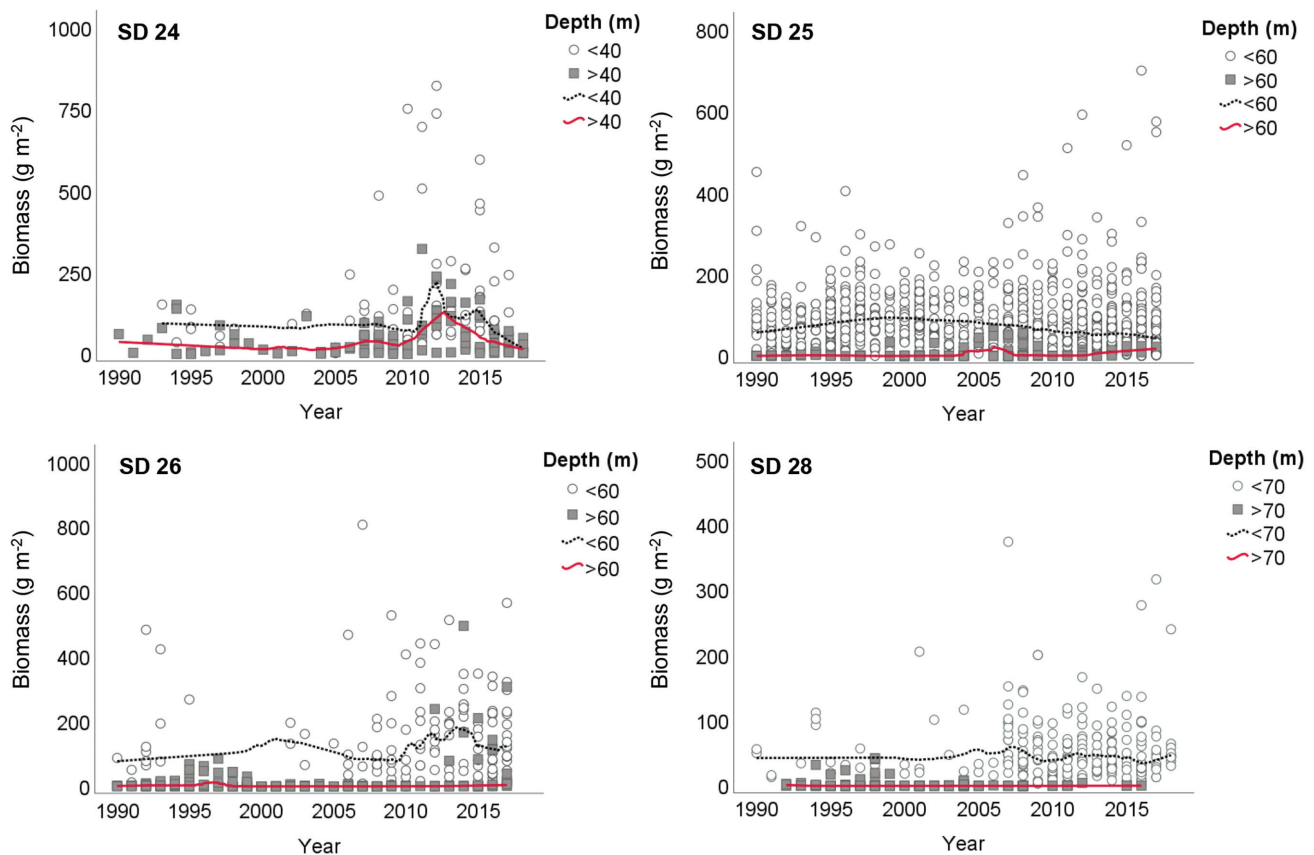 SD 24
Biomass (g m-2)
1000
750
500
250
0
1990 1995 2000 2005 2010 2015
Year
Depth (m)
<40
>40
<40
>40
SD 25
Biomass (g m-2)
800
600
400
200
0
1990 1995 2000 2005 2010 2015
Year
Depth (m)
<60
>60
<60
>60
SD 26
Biomass (g m-2)
1000
800
600
400
200
0
1990 1995 2000 2005 2010 2015
Year
Depth (m)
<60
>60
<60
>60
SD 28
Biomass (g m-2)
500
400
300
200
100
0
1990 1995 2000 2005 2010 2015
Year
Depth (m)
<70
>70
<70
>70